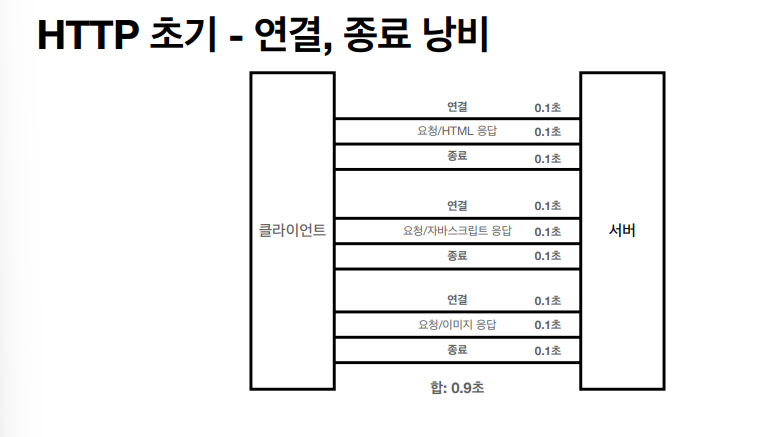 HTTP 초기 - 연결, 종료 낭비
연결 0.1초
요청/HTML 응답 0.1초
종료 0.1초
연결 0.1초
클라이언트 요청/자바스크립트 응답 0.1초 서버
종료 0.1초
연결 0.1초
요청/이미지 응답 0.1초
종료 0.1초
합: 0.9초